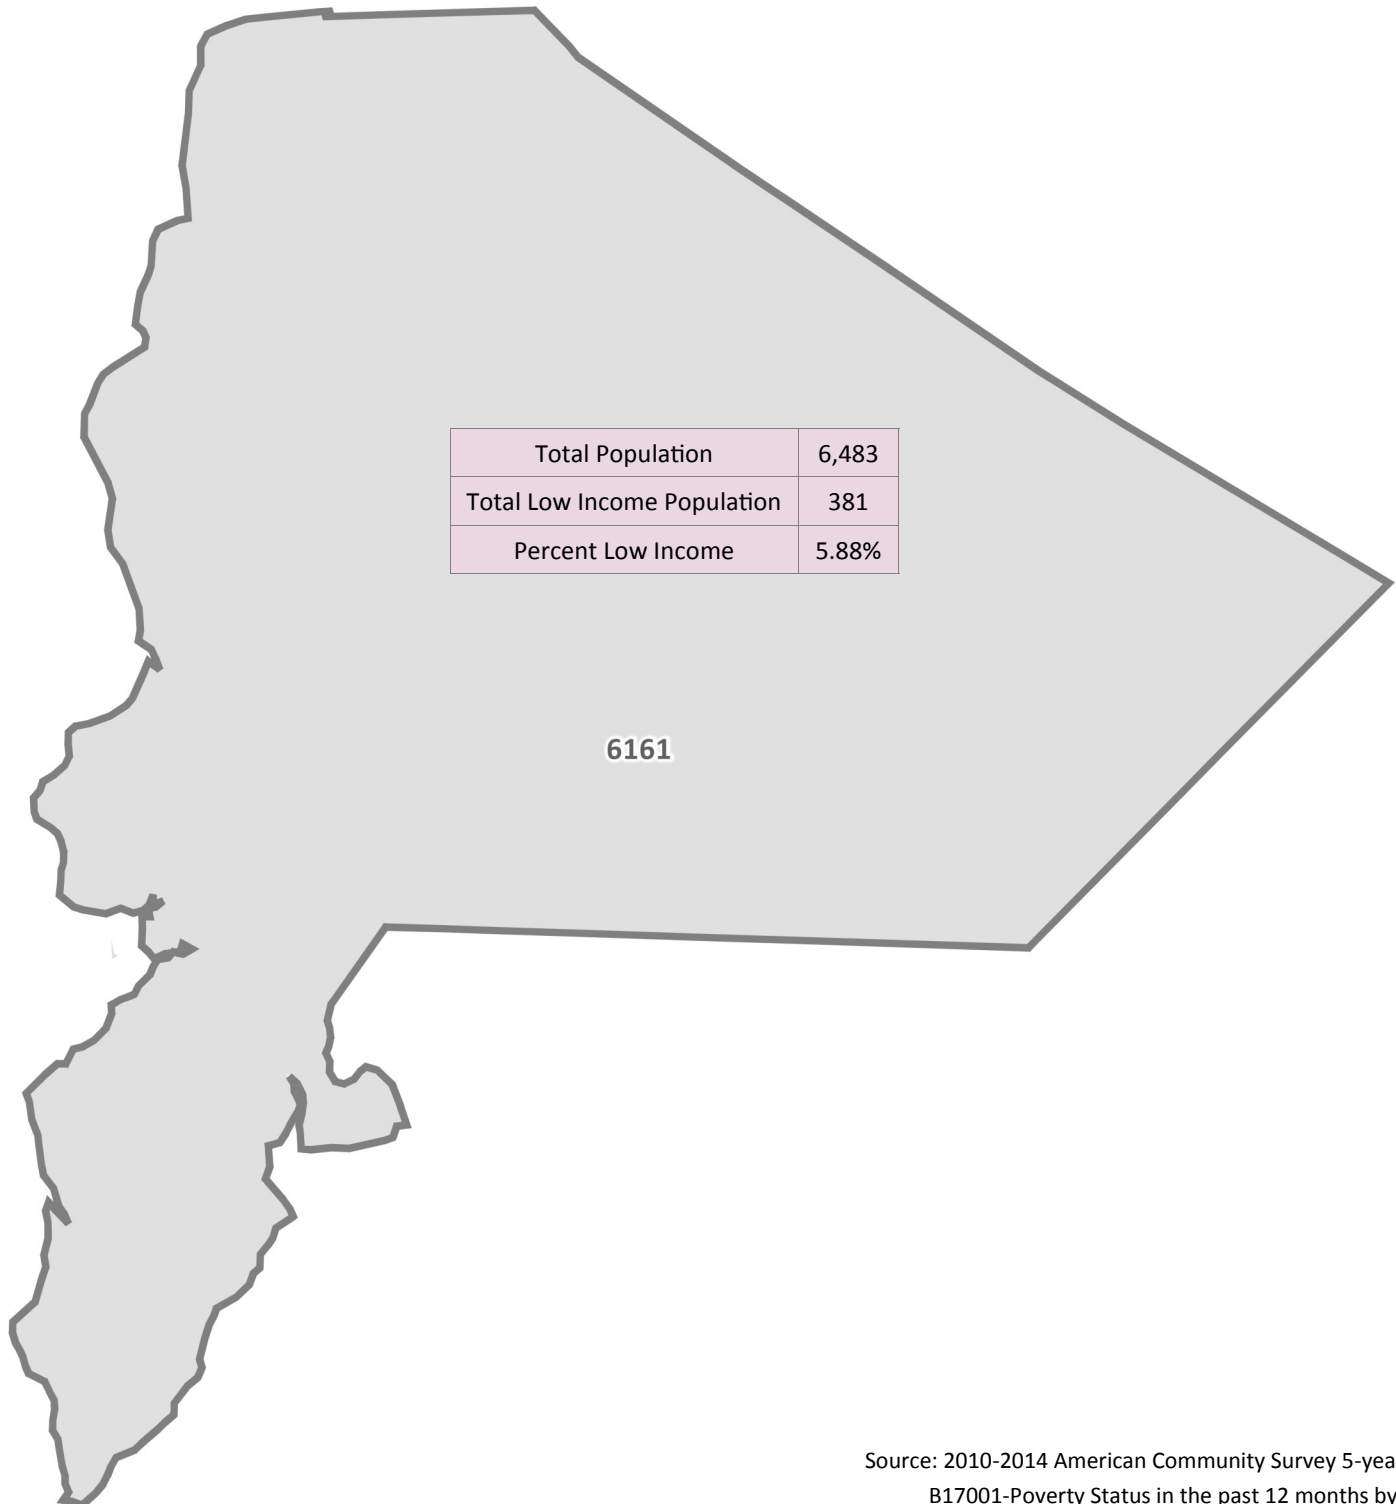 Total Population 6,483
Total Low Income Population 381
Percent Low Income 5.88%
6161
Source: 2010-2014 American Community Survey 5-yea
B17001-Poverty Status in the past 12 months by